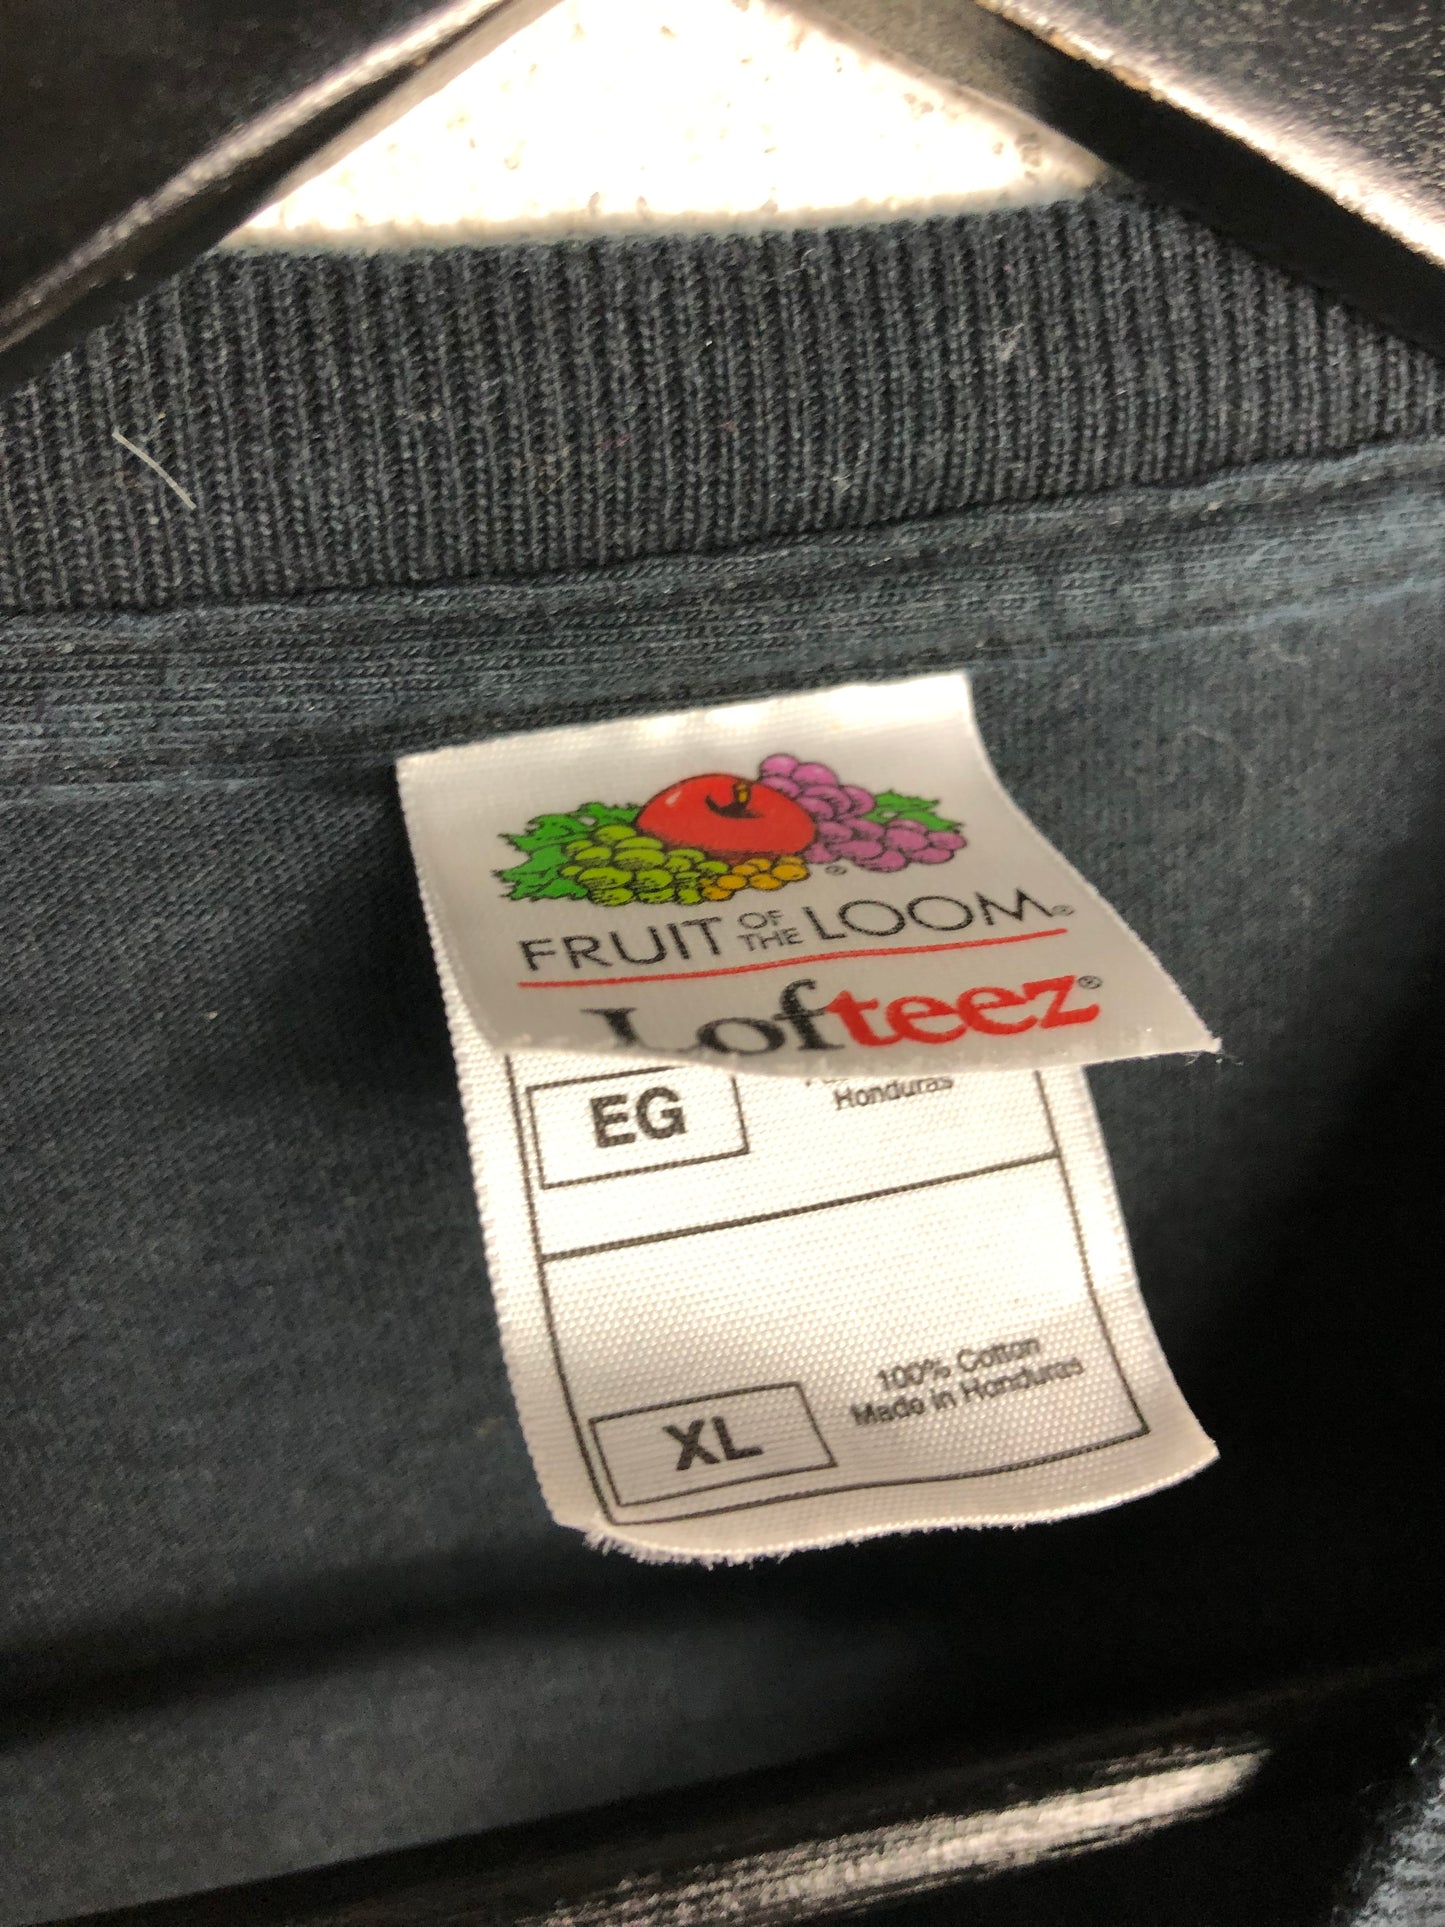 FRUIT OF THE LOOM®
Lofteez®
EG
Honduras
100% Cotton
Made in Honduras
XL